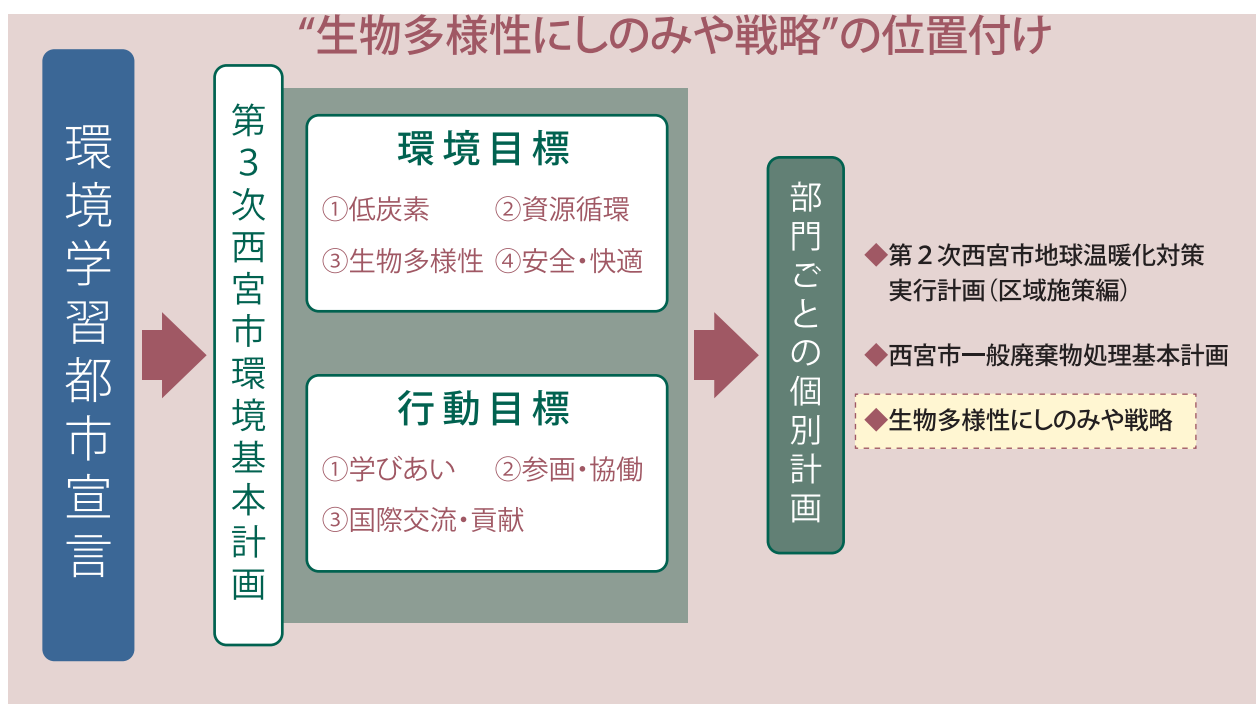 “生物多様性にしのみや戦略”の位置付け
環境学習都市宣言
第3次西宮市環境基本計画
環境目標
①低炭素 ②資源循環
③生物多様性 ④安全・快適
行動目標
①学びあい ②参画・協働
③国際交流・貢献
部門ごとの個別計画
◆第２次西宮市地球温暖化対策
実行計画（区域施策編）
◆西宮市一般廃棄物処理基本計画
◆生物多様性にしのみや戦略